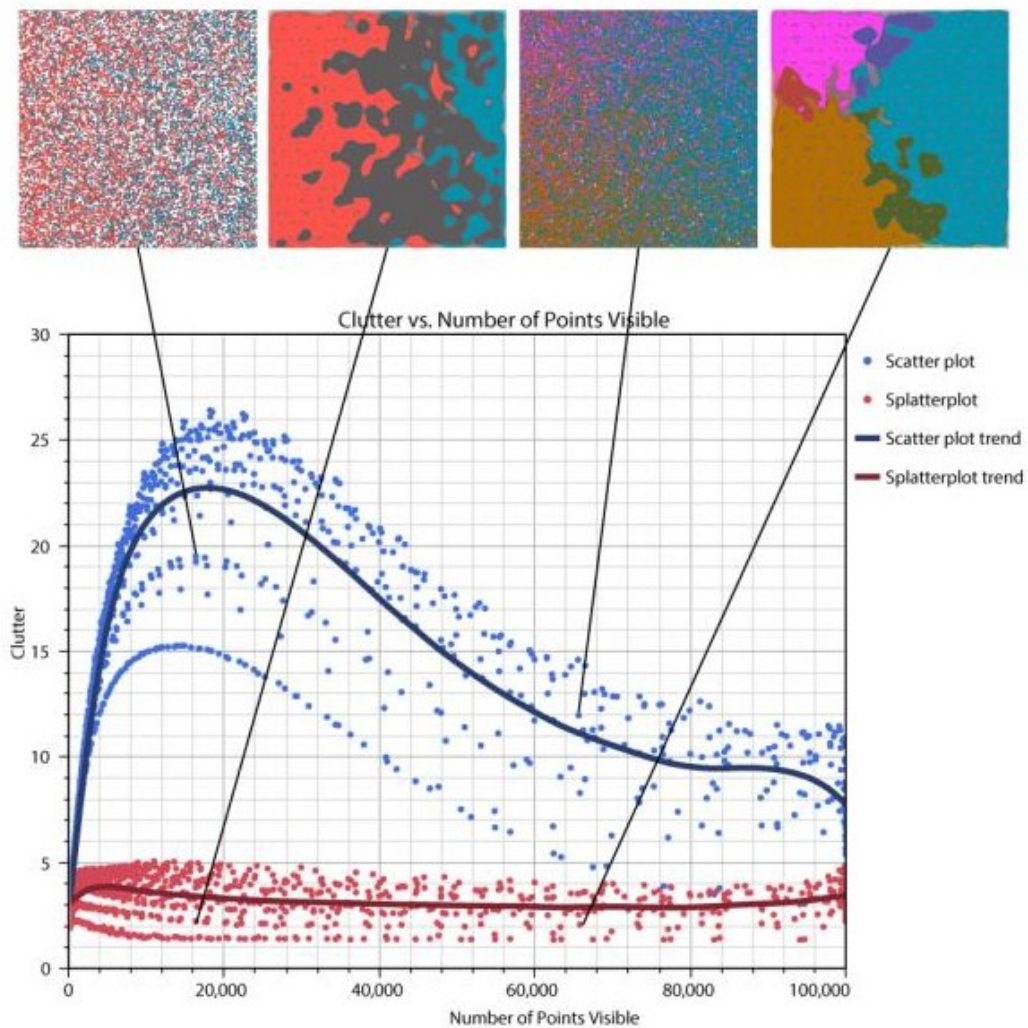 Clutter vs. Number of Points Visible
30
25
20
15
10
5
0
Clutter
0 20,000 40,000 60,000 80,000 100,000
Number of Points Visible
Scatter plot
Splatterplot
Scatter plot trend
Splatterplot trend